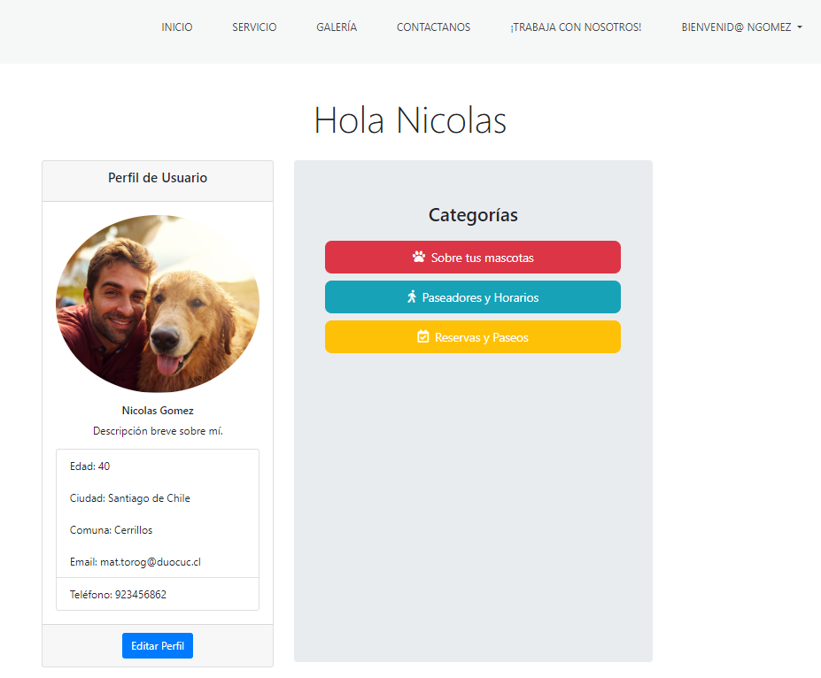 INICIO SERVICIO GALERÍA CONTACTANOS ¡TRABAJA CON NOSOTROS! BIENVENID@ NGOMEZ
Hola Nicolas
Perfil de Usuario
Nicolas Gomez
Descripción breve sobre mí.
Edad: 40
Ciudad: Santiago de Chile
Comuna: Cerrillos
Email: mat.torog@duocuc.cl
Teléfono: 923456862
Editar Perfil
Categorías
Sobre tus mascotas
Paseadores y Horarios
Reservas y Paseos